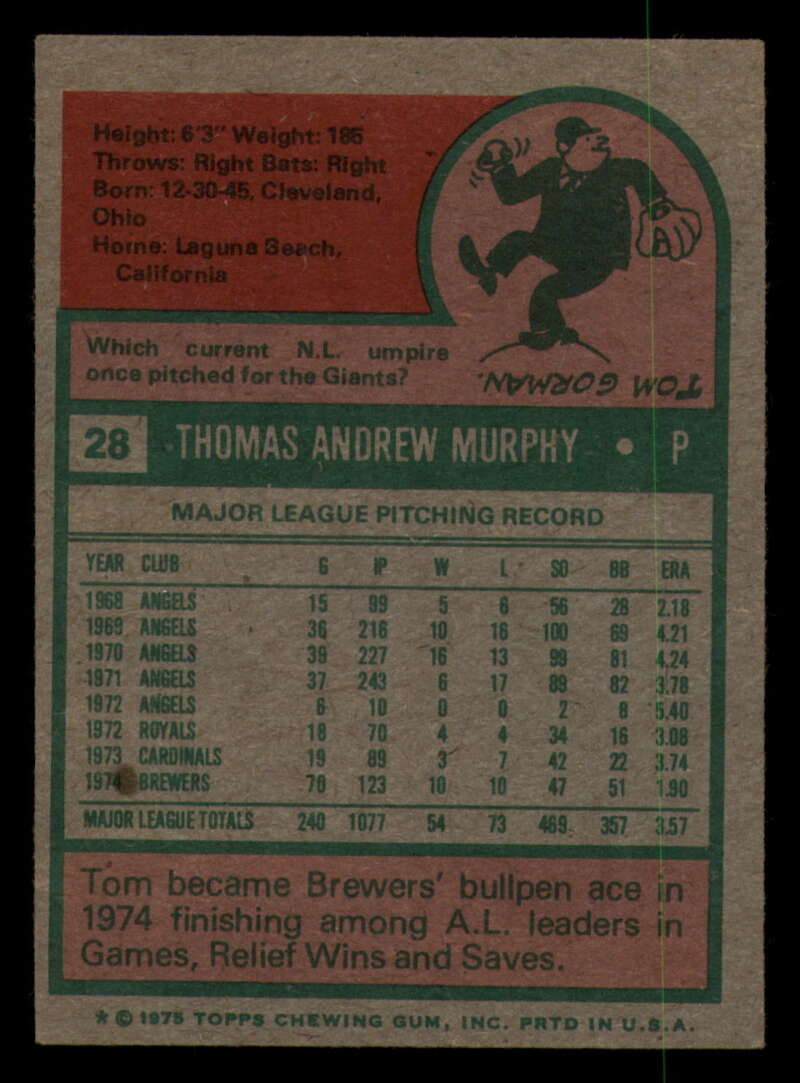 Height: 6'3" Weight: 185
Throws: Right Bats: Right
Born: 12-30-45, Cleveland,
Ohio
Home: Laguna Beach,
California
Which current N.L. umpire
once pitched for the Giants?
TOM GORMAN.
28 THOMAS ANDREW MURPHY • P
MAJOR LEAGUE PITCHING RECORD
YEAR CLUB G IP W L SO BB ERA
1968 ANGELS 15 99 5 6 56 28 2.18
1969 ANGELS 36 216 10 16 100 69 4.21
1970 ANGELS 39 227 16 13 99 81 4.24
1971 ANGELS 37 243 6 17 89 82 3.78
1972 ANGELS 6 10 0 0 2 8 5.40
1972 ROYALS 18 70 4 4 34 16 3.08
1973 CARDINALS 19 89 3 7 42 22 3.74
1974 BREWERS 70 123 10 10 47 51 1.90
MAJOR LEAGUE TOTALS 240 1077 54 73 469 357 3.57
Tom became Brewers' bullpen ace in
1974 finishing among A.L. leaders in
Games, Relief Wins and Saves.
* © 1975 TOPPS CHEWING GUM, INC. PRTD IN U.S.A.